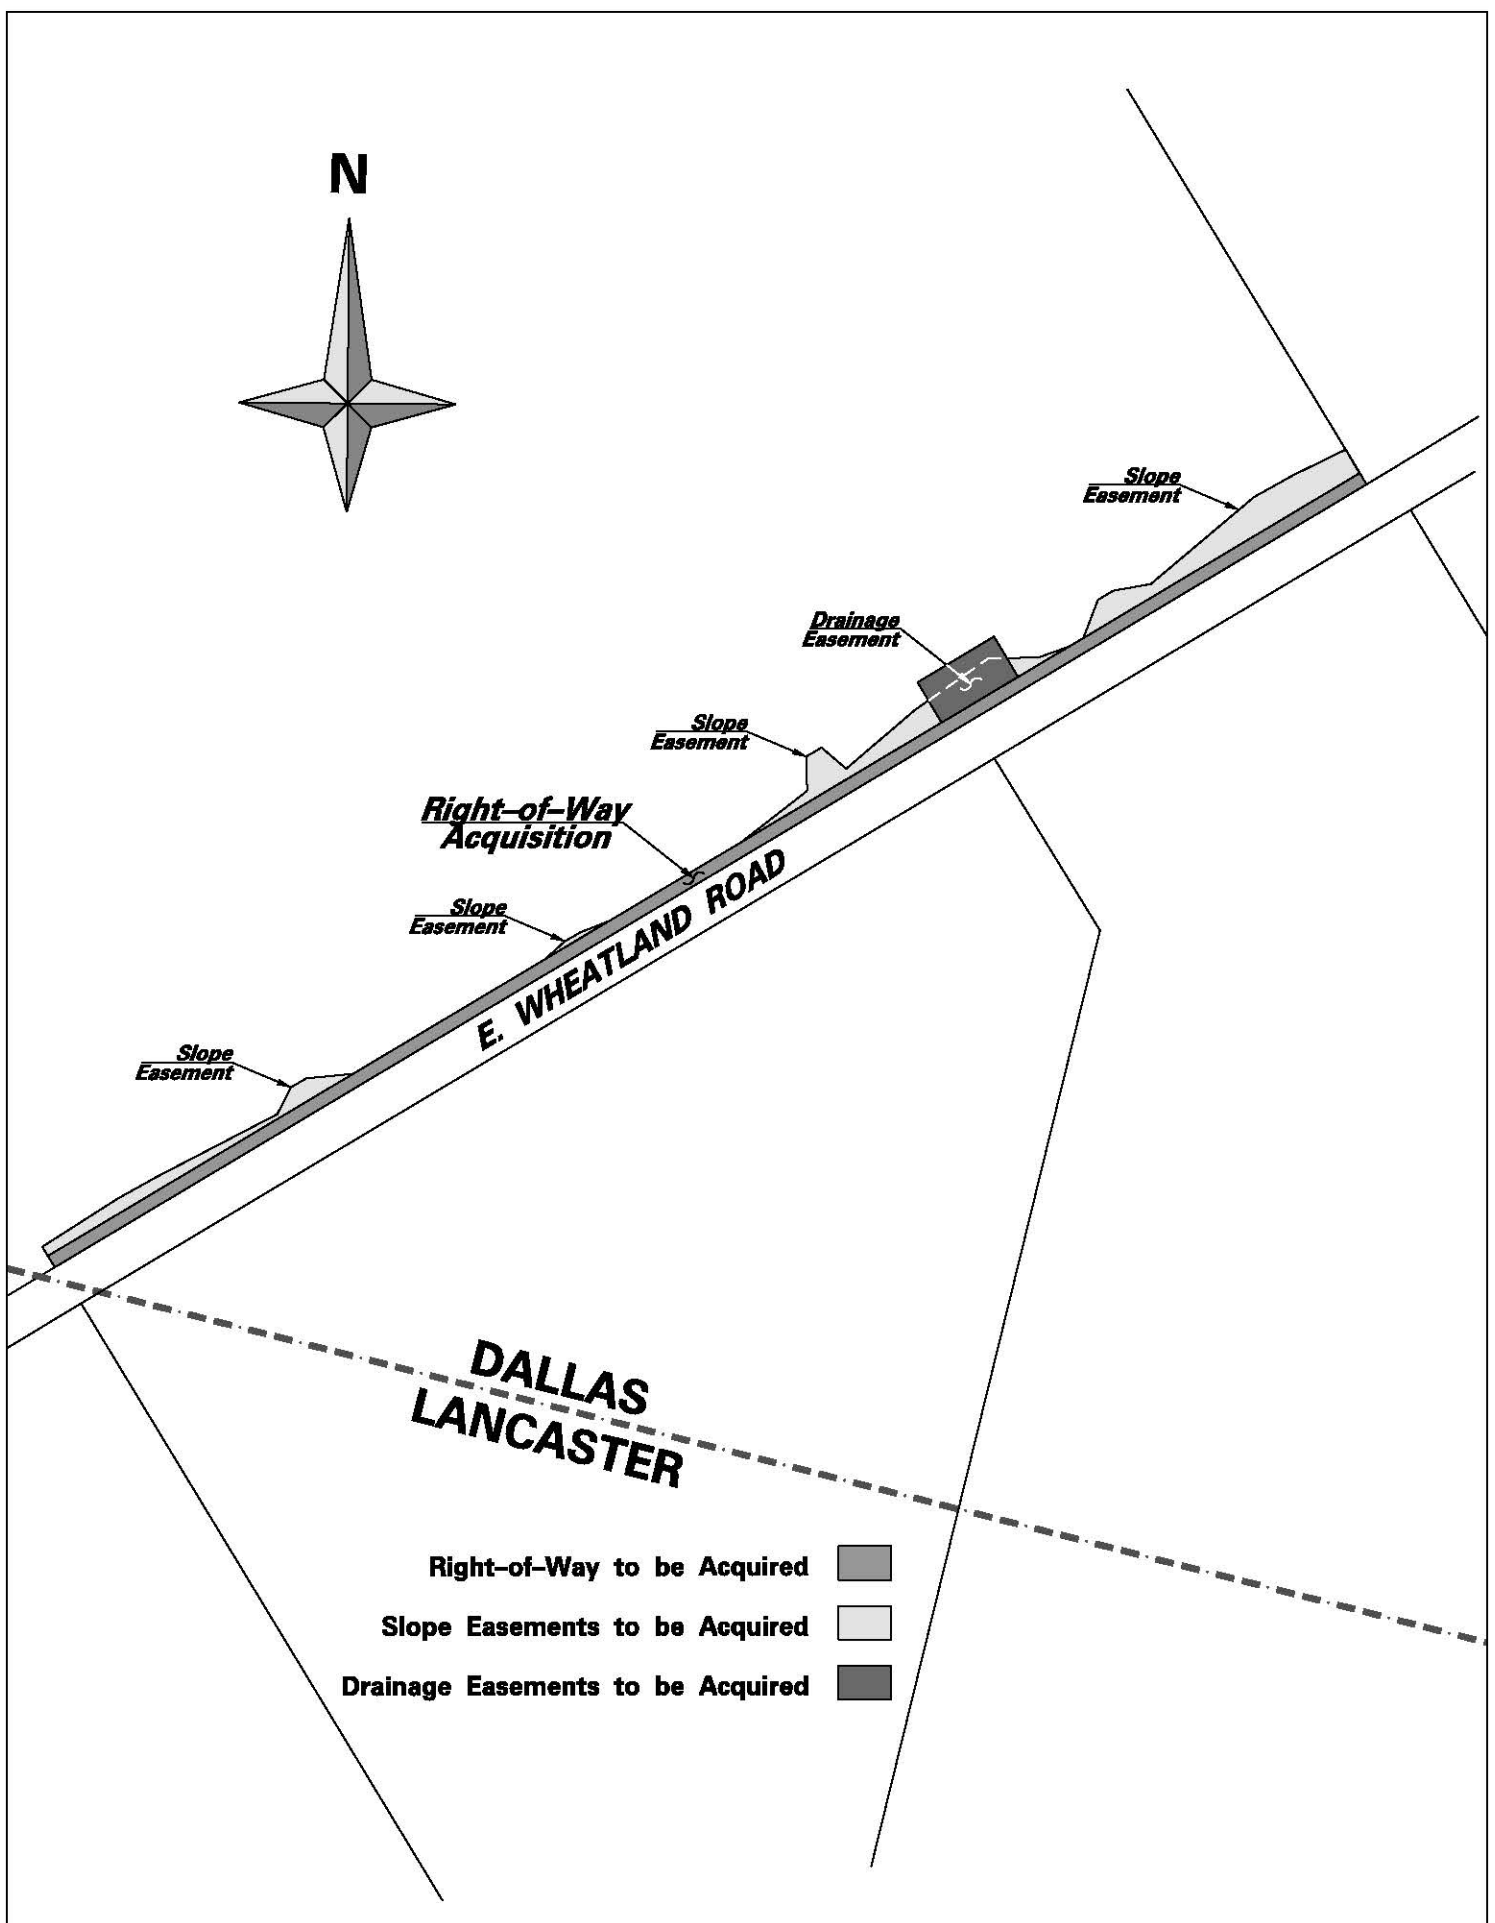 N
Slope
Easement
Drainage
Easement
Slope
Easement
Right-of-Way
Acquisition
Slope
Easement
E. WHEATLAND ROAD
Slope
Easement
DALLAS
LANCASTER
Right-of-Way to be Acquired
Slope Easements to be Acquired
Drainage Easements to be Acquired